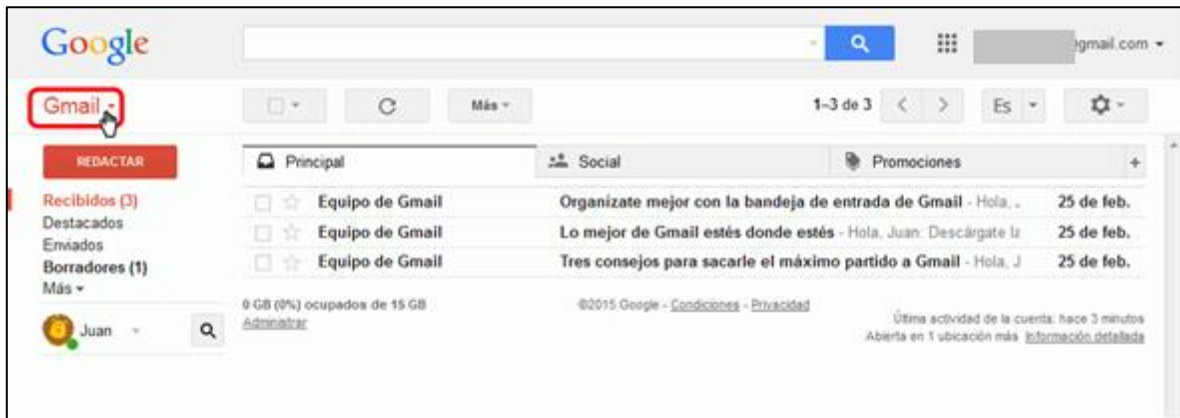 Google
@gmail.com
Gmail
Más
1–3 de 3
Es
REDACTAR
Principal
Social
Promociones
+
Recibidos (3)
Destacados
Enviados
Borradores (1)
Más
Juan
Equipo de Gmail Organízate mejor con la bandeja de entrada de Gmail - Hola, 25 de feb.
Equipo de Gmail Lo mejor de Gmail estés donde estés - Hola, Juan: Descárgate la 25 de feb.
Equipo de Gmail Tres consejos para sacarle el máximo partido a Gmail - Hola, J 25 de feb.
0 GB (0%) ocupados de 15 GB
Administrar
©2015 Google - Condiciones - Privacidad
Última actividad de la cuenta: hace 3 minutos
Abierta en 1 ubicación más Información detallada